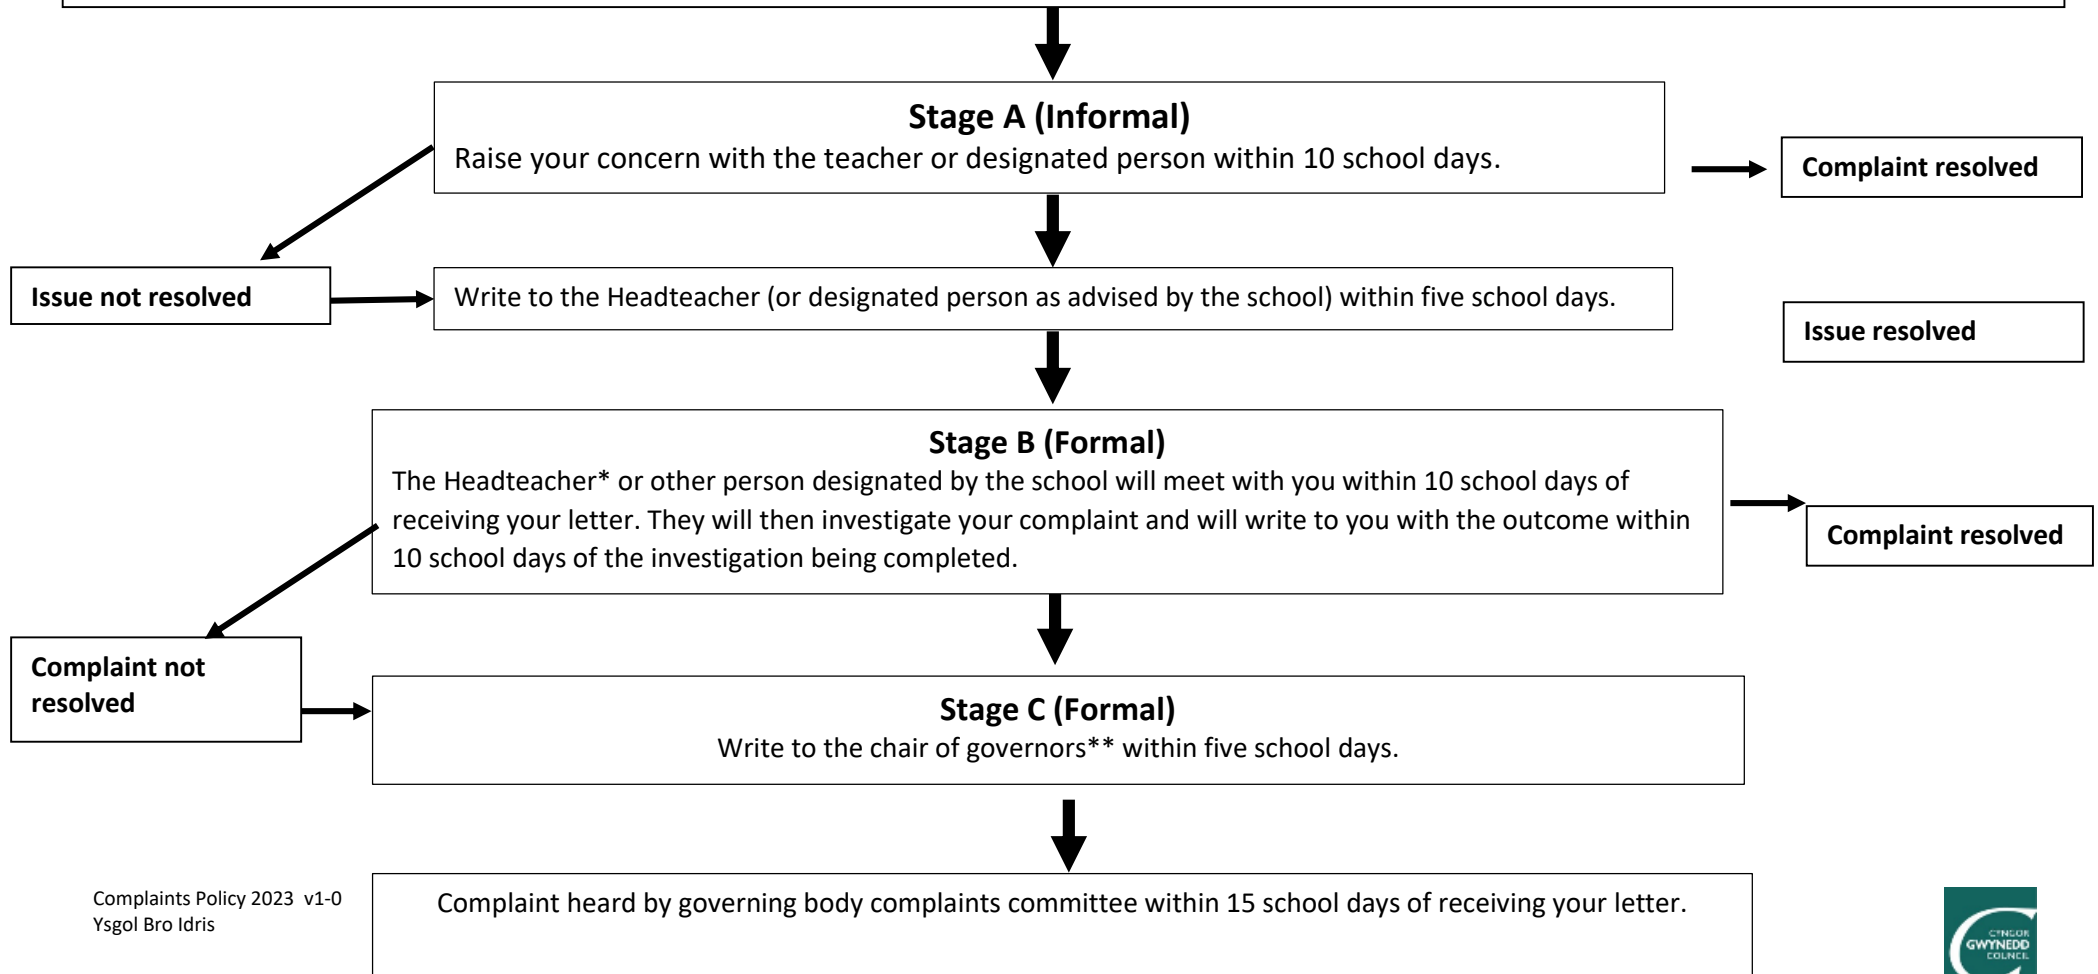 Stage A (Informal)
Raise your concern with the teacher or designated person within 10 school days.
Complaint resolved
Issue not resolved
Write to the Headteacher (or designated person as advised by the school) within five school days.
Issue resolved
Stage B (Formal)
The Headteacher* or other person designated by the school will meet with you within 10 school days of
receiving your letter. They will then investigate your complaint and will write to you with the outcome within
10 school days of the investigation being completed.
Complaint resolved
Complaint not
resolved
Stage C (Formal)
Write to the chair of governors** within five school days.
Complaint heard by governing body complaints committee within 15 school days of receiving your letter.
Complaints Policy 2023 v1-0
Ysgol Bro Idris
CYNGOR
GWYNEDD
COUNCIL